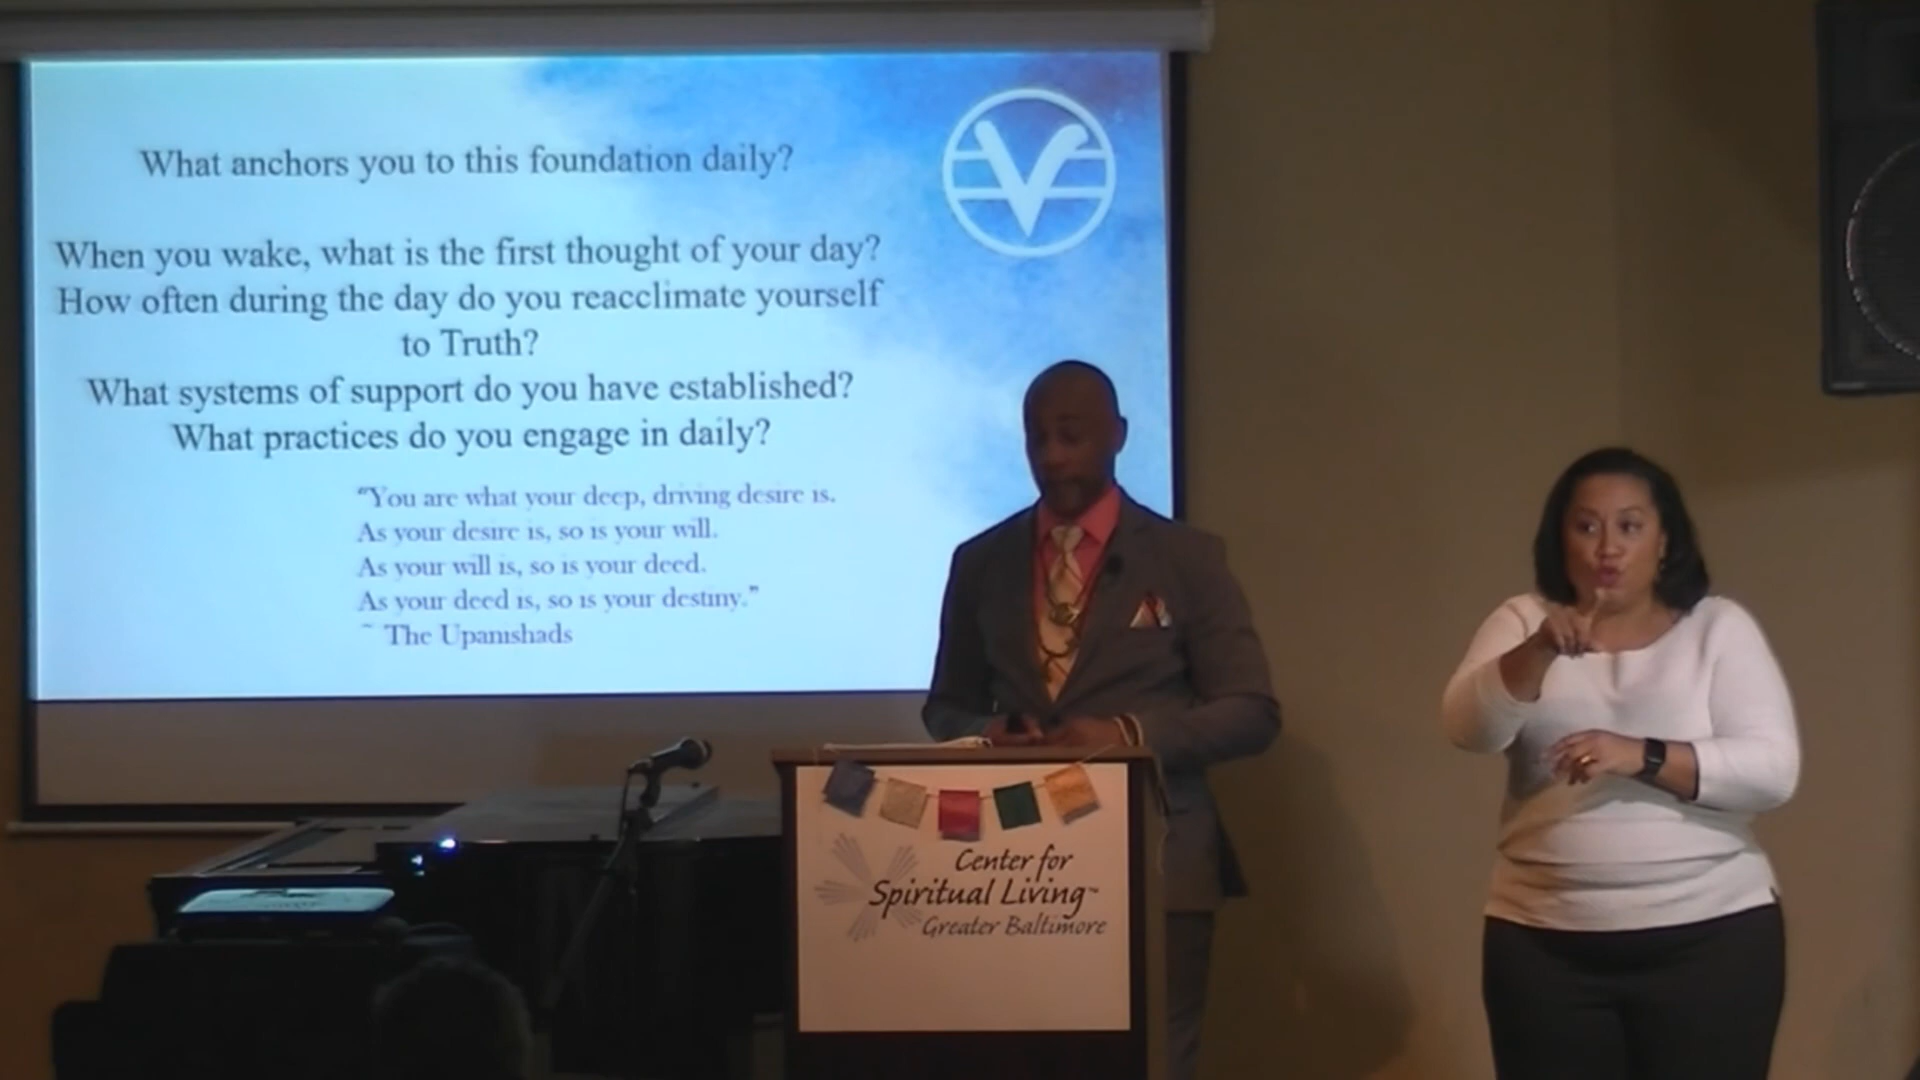 What anchors you to this foundation daily?
When you wake, what is the first thought of your day?
How often during the day do you reacclimate yourself
to Truth?
What systems of support do you have established?
What practices do you engage in daily?
"You are what your deep, driving desire is.
As your desire is, so is your will.
As your will is, so is your deed.
As your deed is, so is your destiny."
~ The Upanishads
Center for
Spiritual Living™
Greater Baltimore